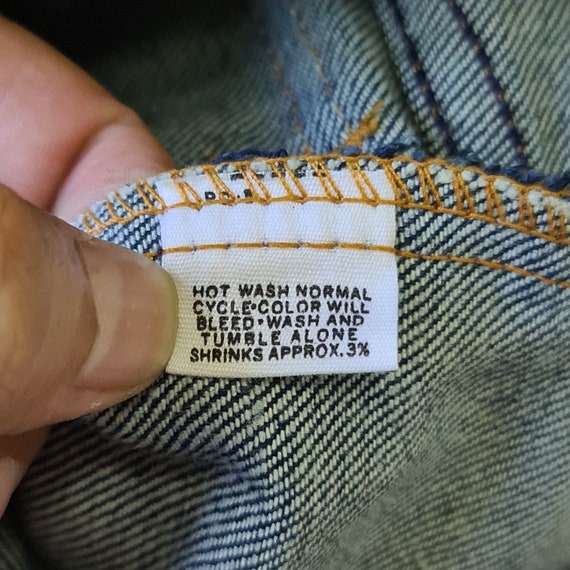 HOT WASH NORMAL
CYCLE•COLOR WILL
BLEED•WASH AND
TUMBLE ALONE
SHRINKS APPROX. 3%